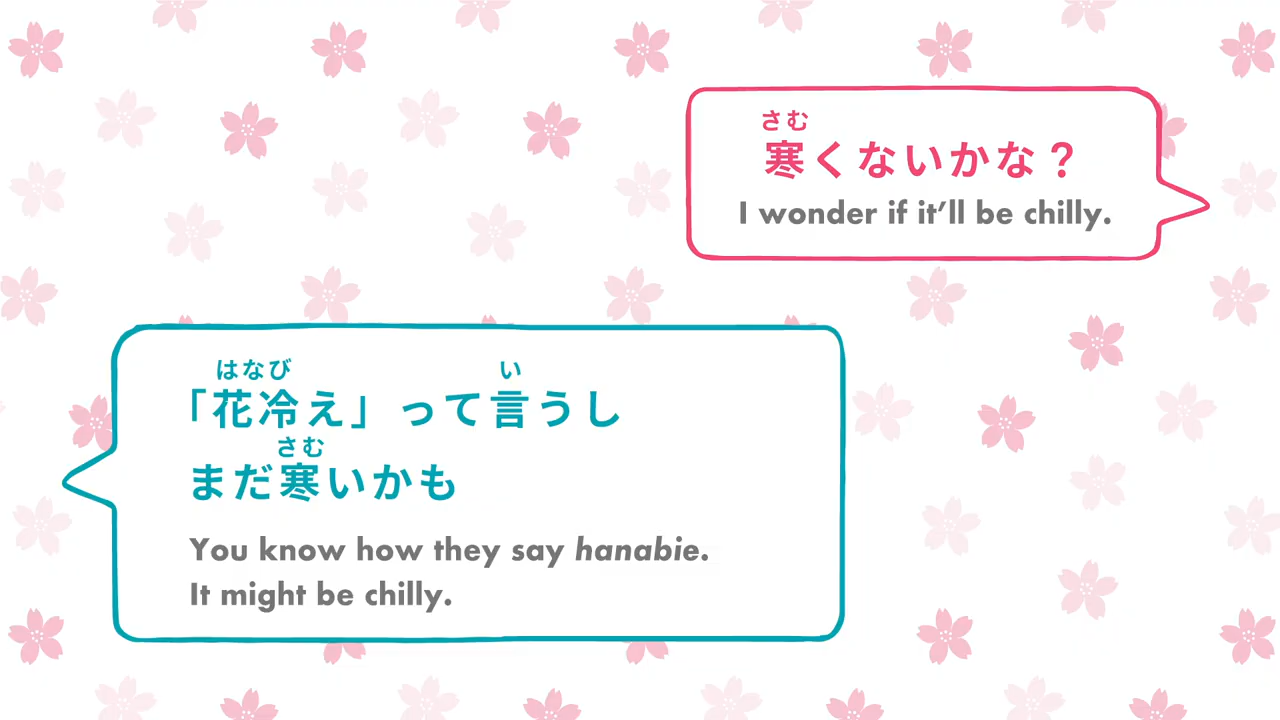 さむ
寒くないかな？
I wonder if it'll be chilly.
はなび い
「花冷え」って言うし
さむ
まだ寒いかも
You know how they say hanabie.
It might be chilly.